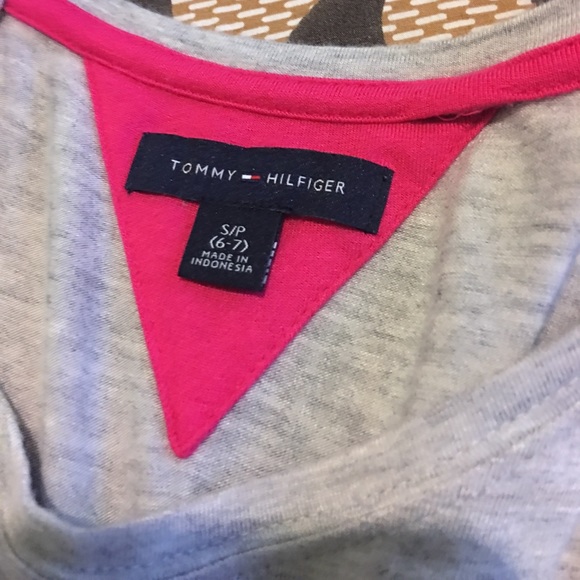 TOMMY HILFIGER
S/P
(6-7)
MADE IN
INDONESIA